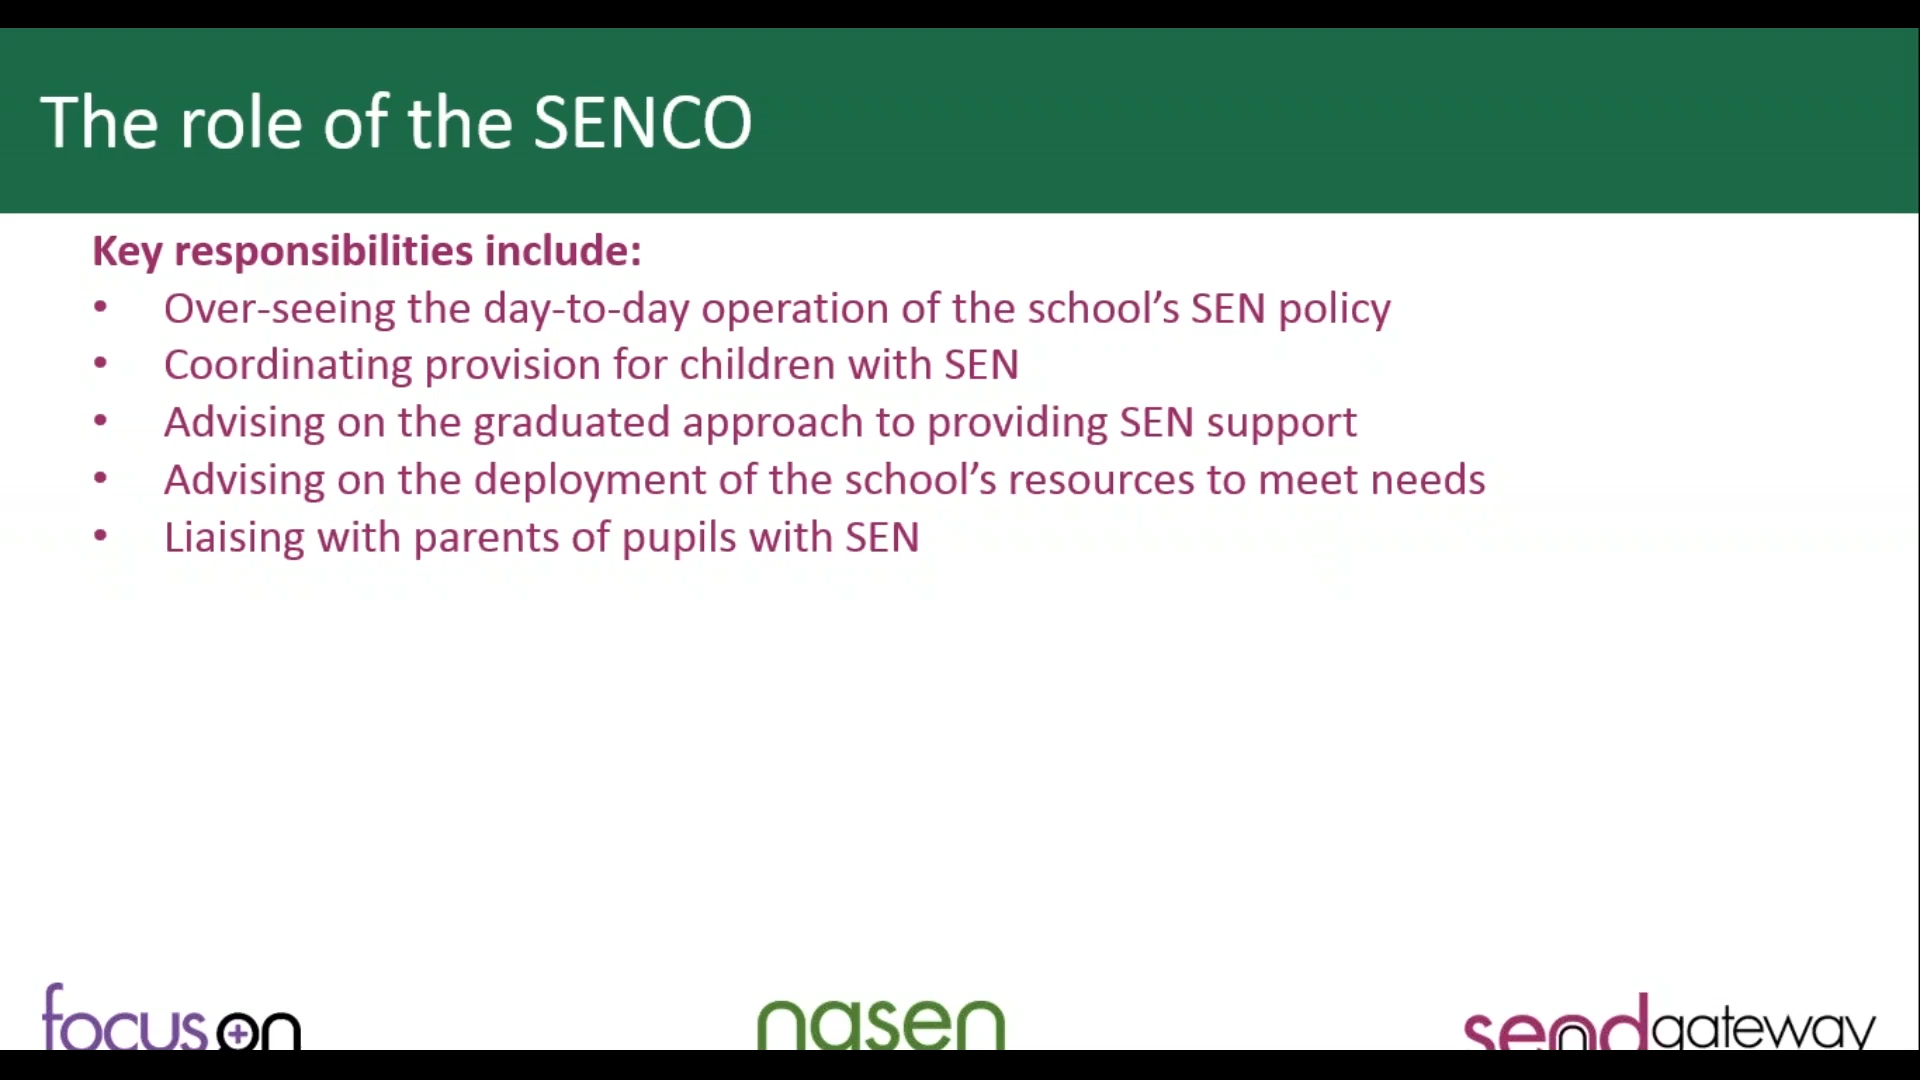 The role of the SENCO
Key responsibilities include:
• Over-seeing the day-to-day operation of the school’s SEN policy
• Coordinating provision for children with SEN
• Advising on the graduated approach to providing SEN support
• Advising on the deployment of the school’s resources to meet needs
• Liaising with parents of pupils with SEN
focus on nasen sendgateway